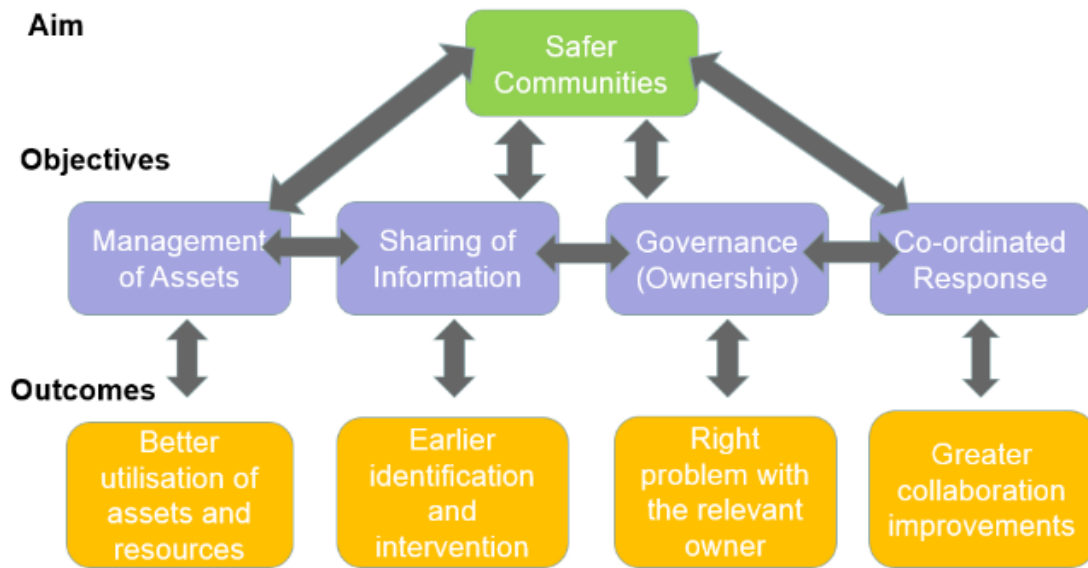 Aim
Safer
Communities
Objectives
Management
of Assets
Sharing of
Information
Governance
(Ownership)
Co-ordinated
Response
Outcomes
Better
utilisation of
assets and
resources
Earlier
identification
and
intervention
Right
problem with
the relevant
owner
Greater
collaboration
improvements